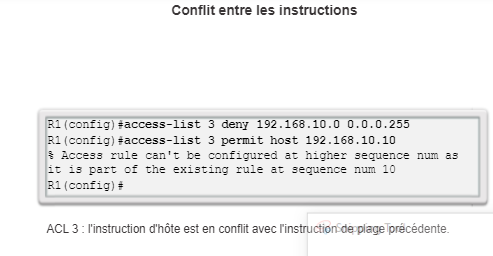 Conflit entre les instructions
R1(config)#access-list 3 deny 192.168.10.0 0.0.0.255
R1(config)#access-list 3 permit host 192.168.10.10
% Access rule can't be configured at higher sequence num as
it is part of the existing rule at sequence num 10
R1(config)#
ACL 3 : l'instruction d'hôte est en conflit avec l'instruction de plage précédente.